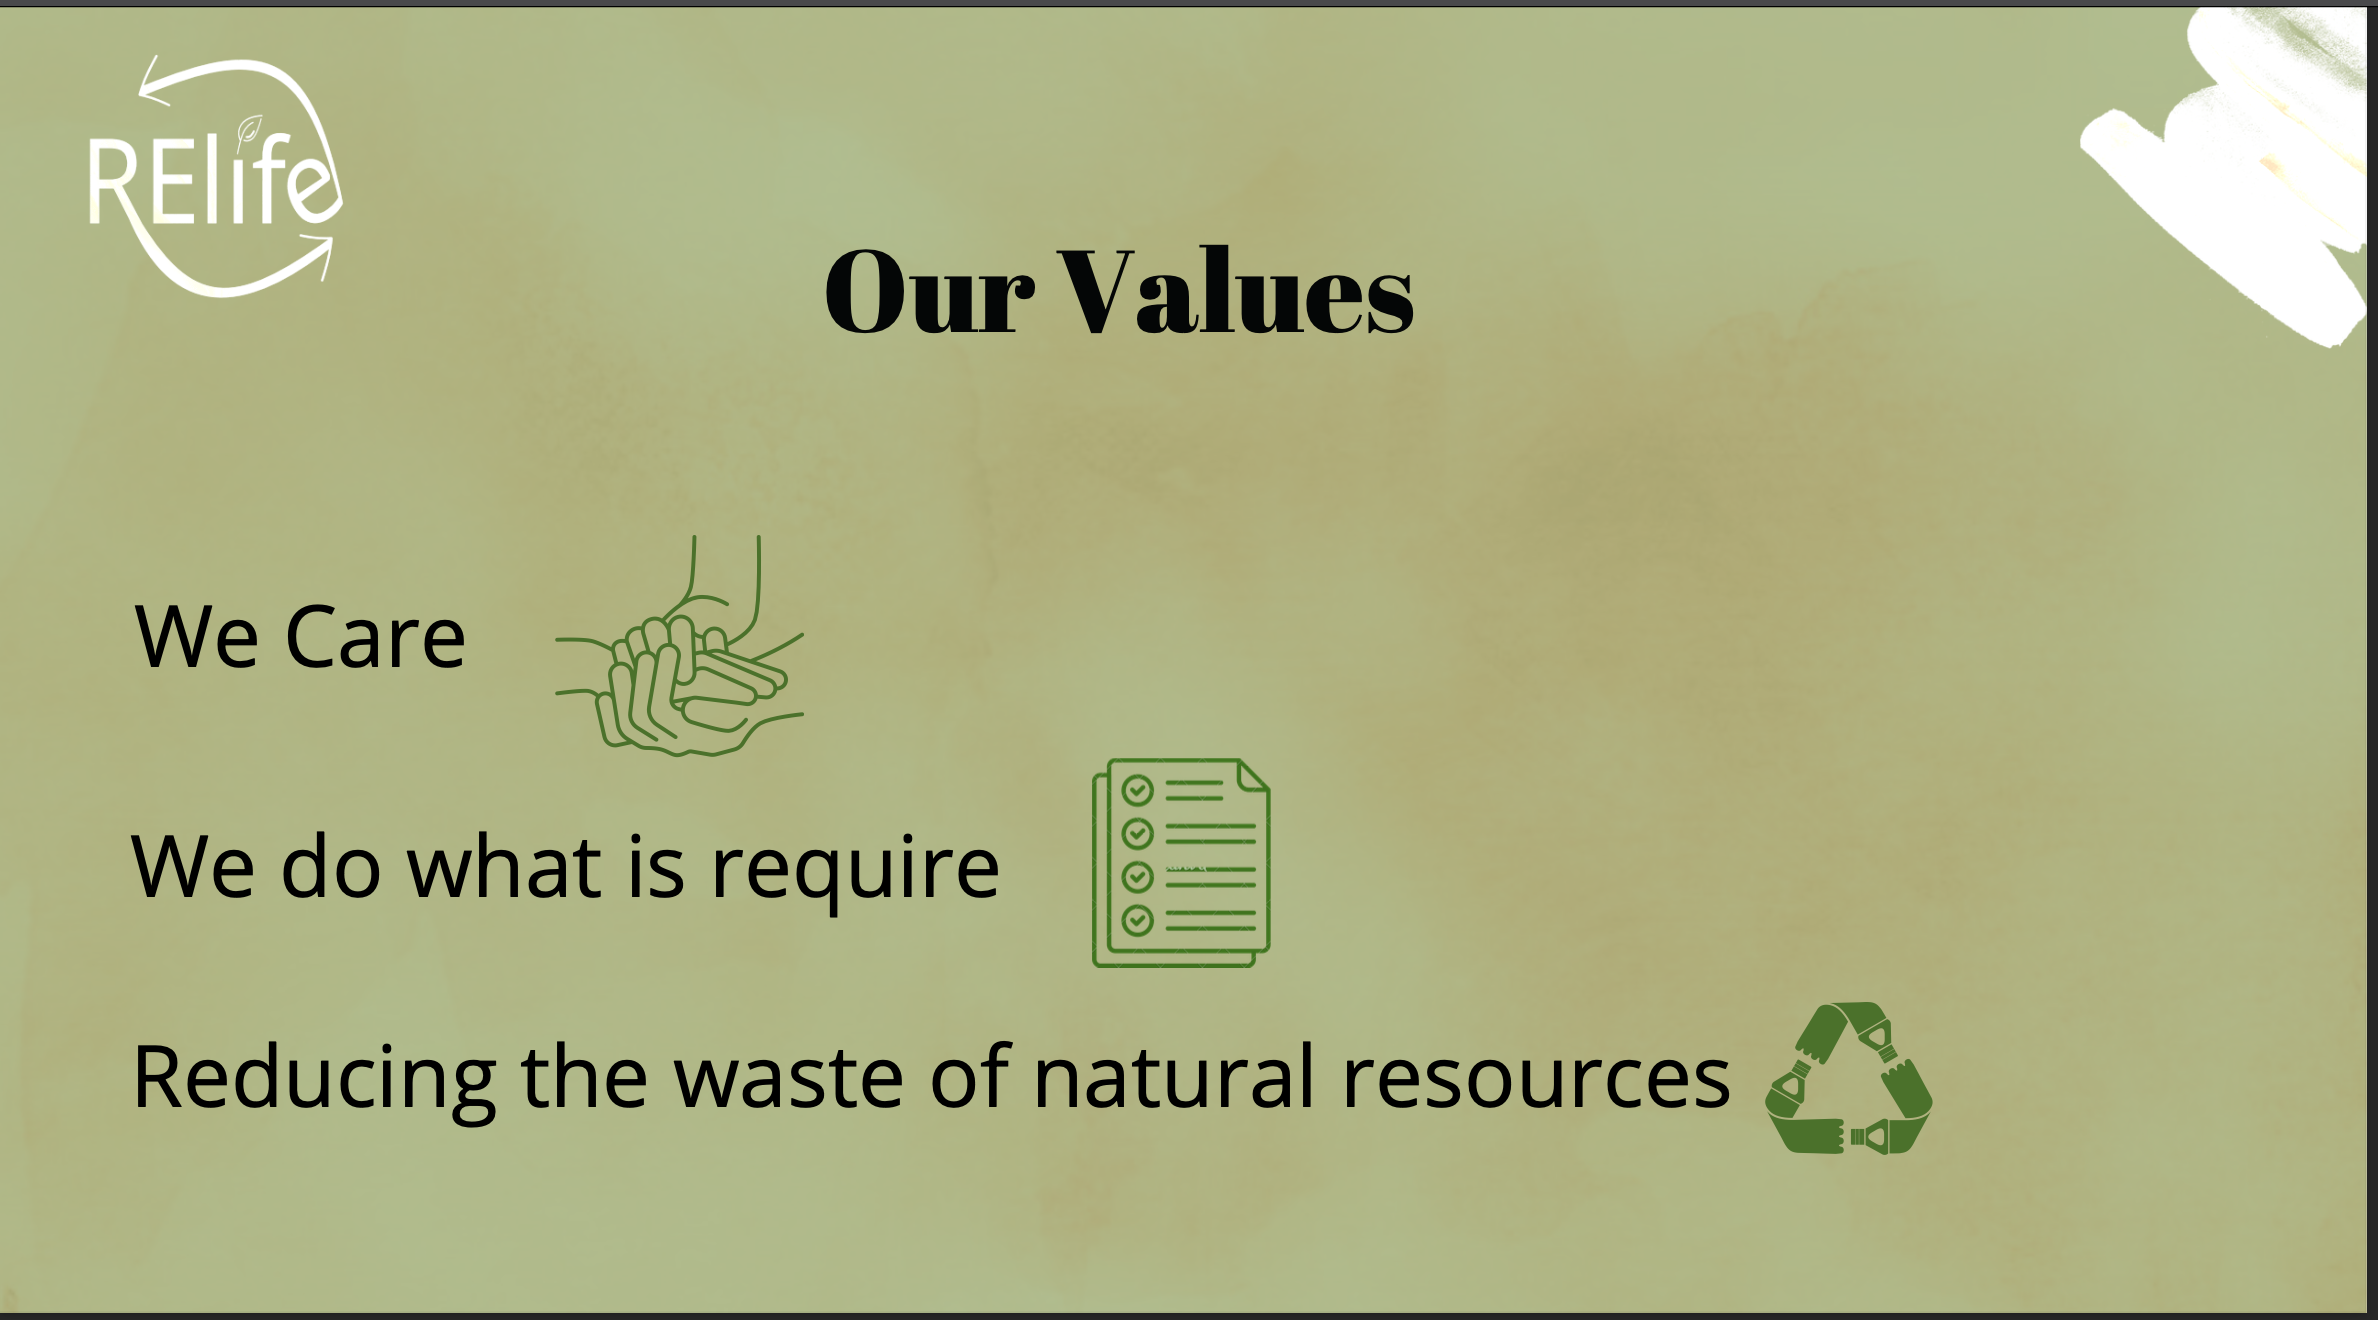 RElife
Our Values
We Care
We do what is require
Reducing the waste of natural resources